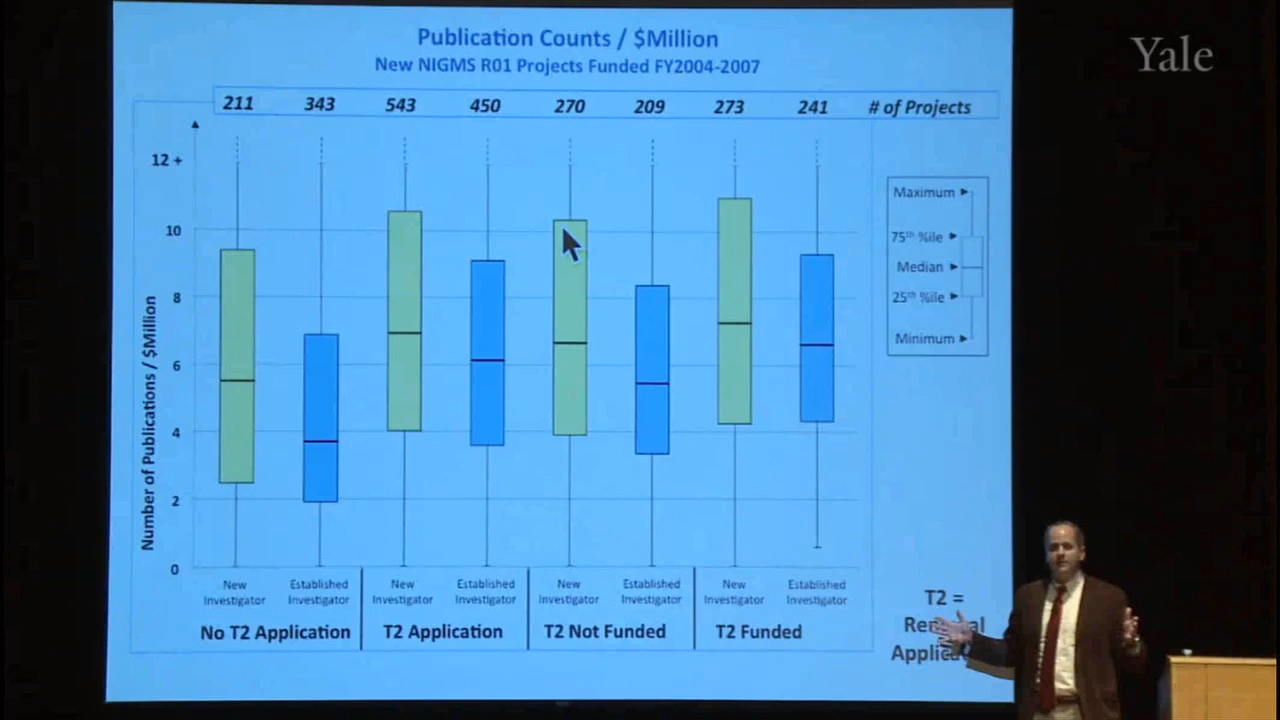 Publication Counts / $Million
New NIGMS R01 Projects Funded FY2004-2007
Yale
211 343 543 450 270 209 273 241 # of Projects
12 +
10
8
6
4
2
0
Number of Publications / $Million
Maximum
75th %ile
Median
25th %ile
Minimum
New Investigator
Established Investigator
New Investigator
Established Investigator
New Investigator
Established Investigator
New Investigator
Established Investigator
No T2 Application
T2 Application
T2 Not Funded
T2 Funded
T2 =